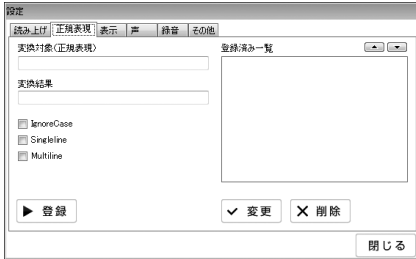 設定
読み上げ 正規表現 表示 声 録音 その他
変換対象(正規表現)
登録済み一覧
変換結果
IgnoreCase
Singleline
Multiline
登録
変更
削除
閉じる